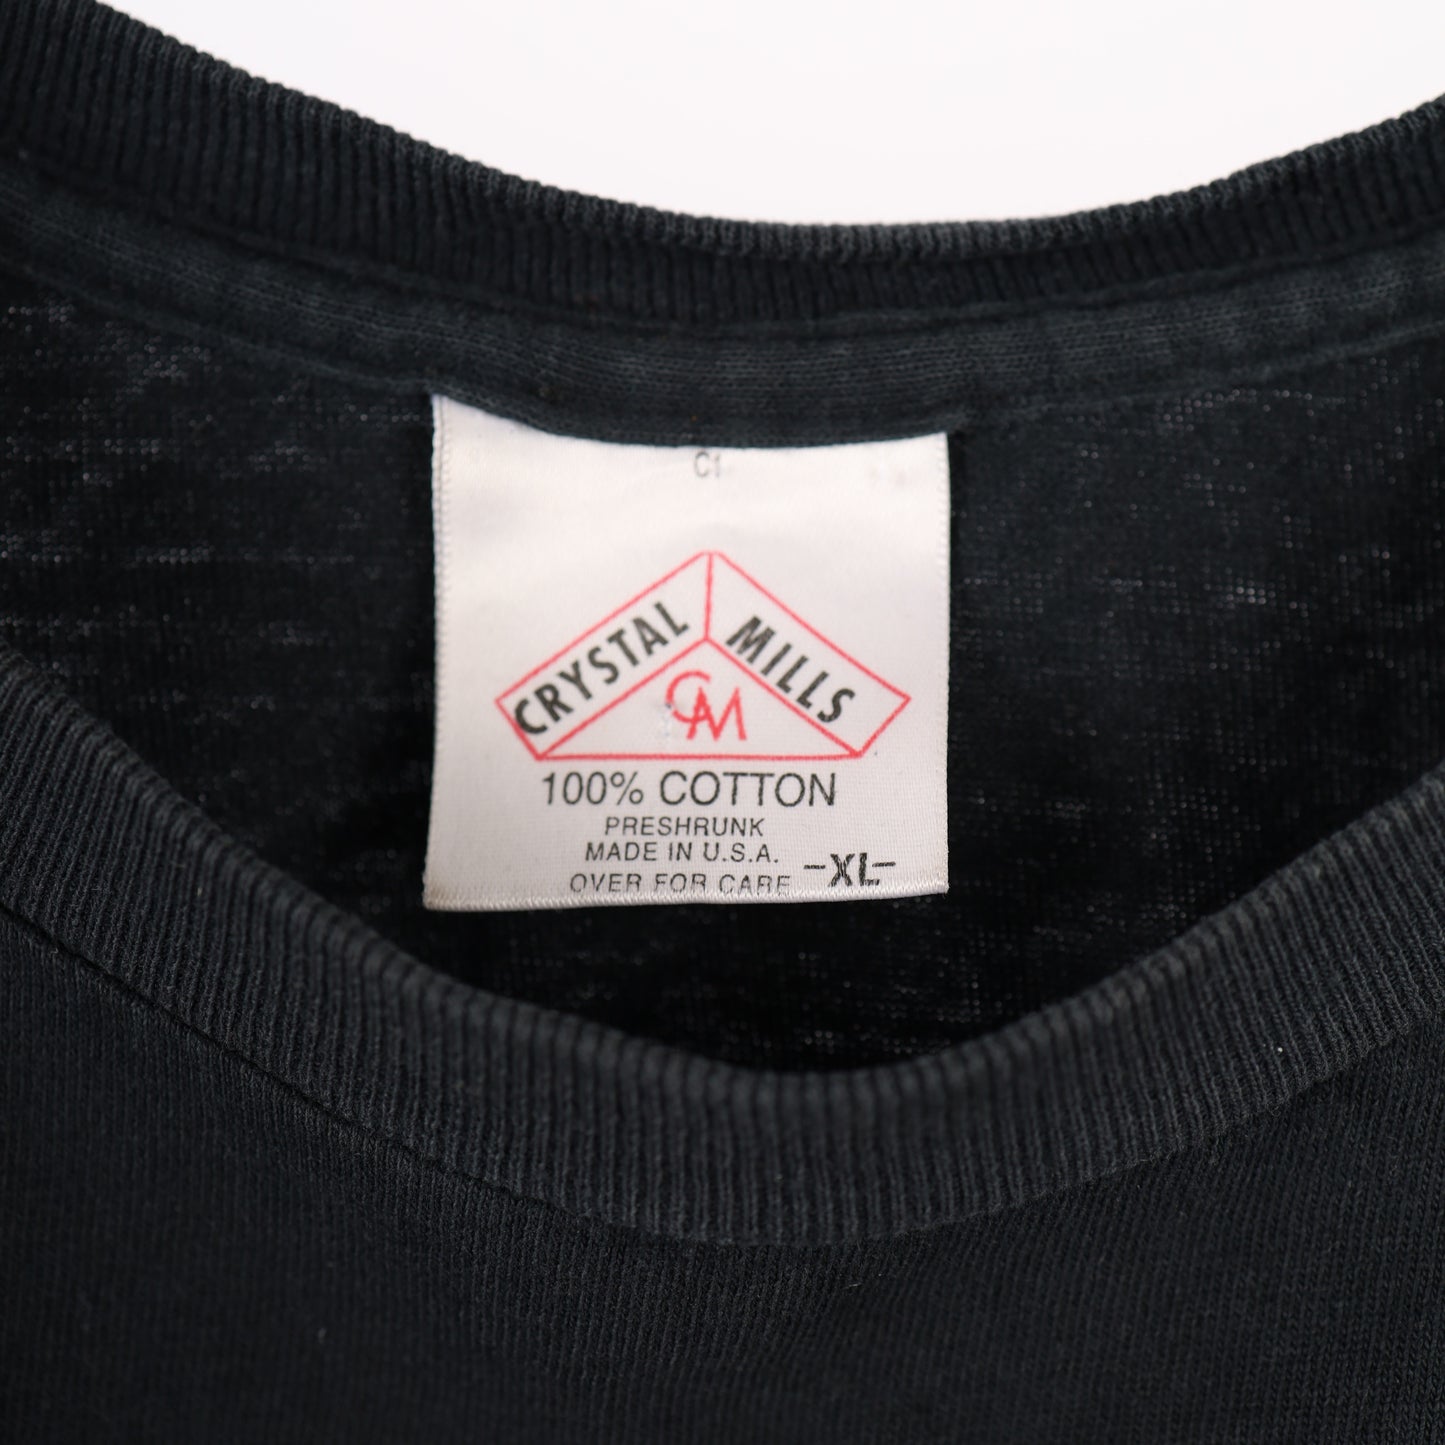 C1
CRYSTAL MILLS
CM
100% COTTON
PRESHRUNK
MADE IN U.S.A.
OVER FOR CARE -XL-